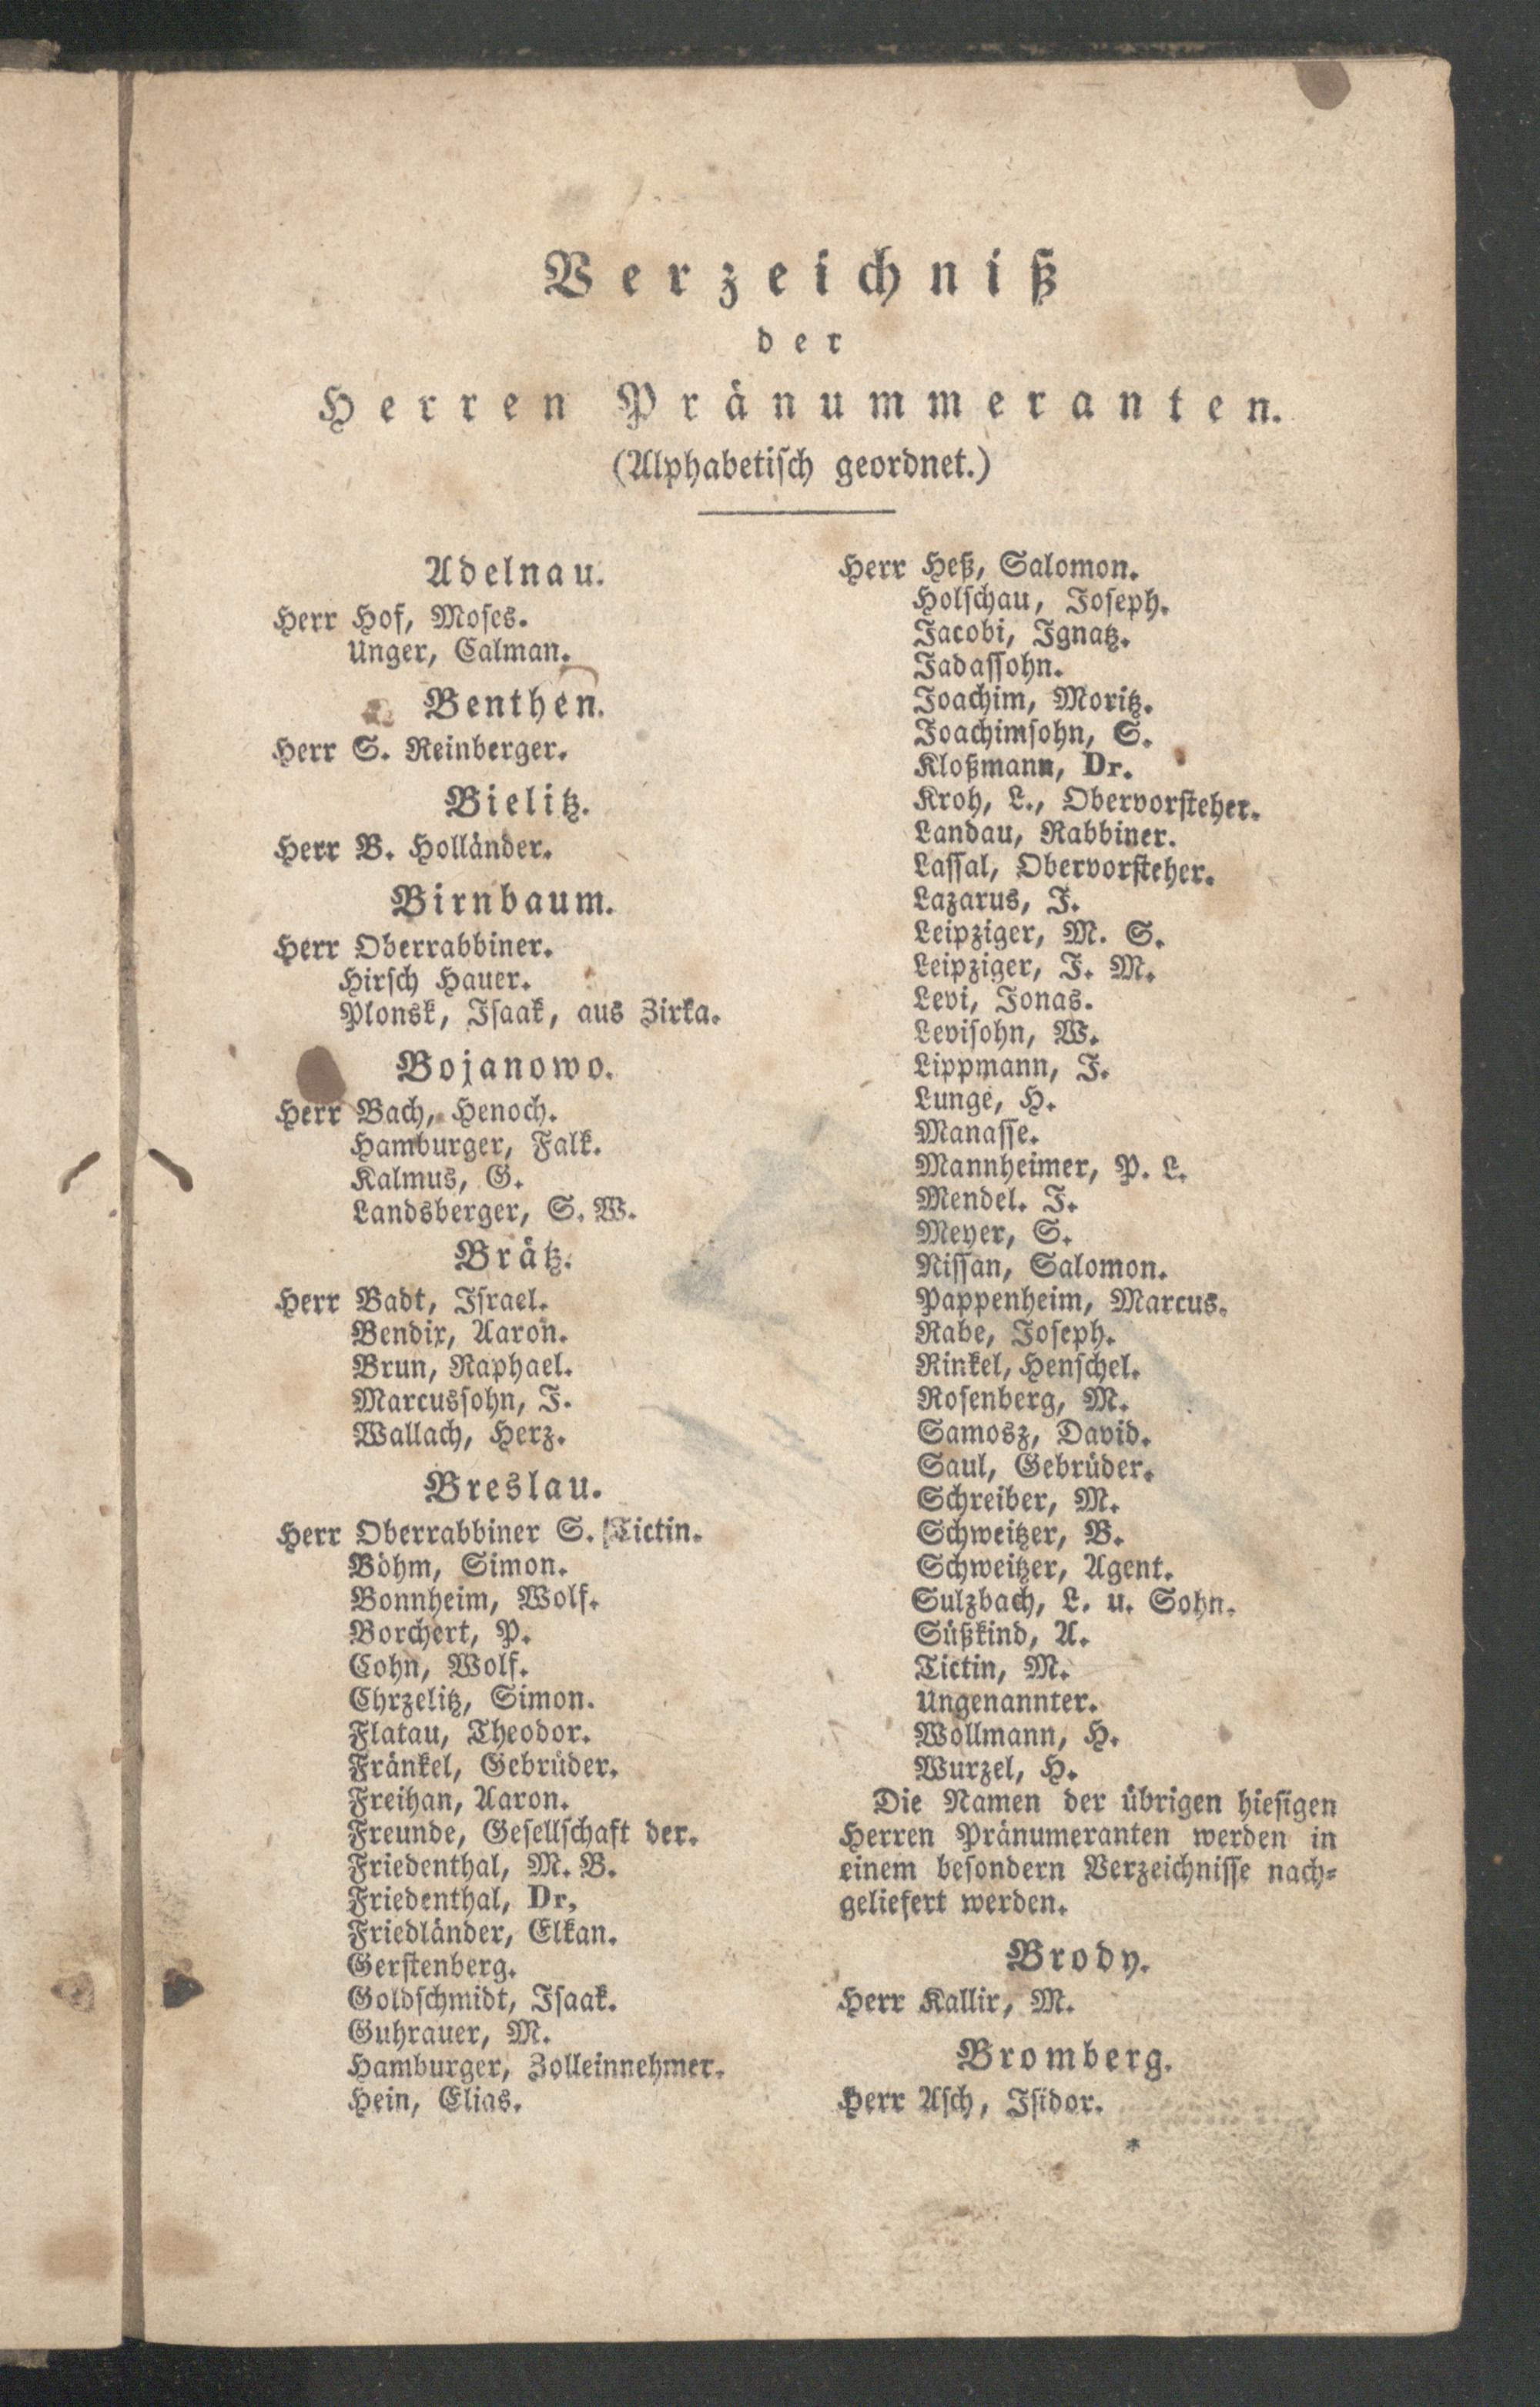 Verzeichniß
der
Herren Pränummeranten.
(Alphabetisch geordnet.)
Adelnau.
Herr Hof, Moses.
Unger, Calman.
Benthen.
Herr S. Reinberger.
Bielitz.
Herr B. Holländer.
Birnbaum.
Herr Oberrabbiner.
Hirsch Hauer.
Plonsk, Isaak, aus Zirka.
Bojanowo.
Herr Bach, Henoch.
Hamburger, Falk.
Kalmus, G.
Landsberger, S. W.
Brätz.
Herr Badt, Israel.
Bendix, Aaron.
Brun, Raphael.
Marcussohn, J.
Wallach, Herz.
Breslau.
Herr Oberrabbiner S. Tictin.
Böhm, Simon.
Bonnheim, Wolf.
Borchert, P.
Cohn, Wolf.
Chrzelitz, Simon.
Flatau, Theodor.
Fränkel, Gebrüder.
Freihan, Aaron.
Freunde, Gesellschaft der.
Friedenthal, M. B.
Friedenthal, Dr.
Friedländer, Elkan.
Gerstenberg.
Goldschmidt, Isaak.
Guhrauer, M.
Hamburger, Zolleinnehmer.
Hein, Elias.
Herr Heß, Salomon.
Holschau, Joseph.
Jacobi, Ignatz.
Jadassohn.
Joachim, Moritz.
Joachimsohn, S.
Kloßmann, Dr.
Kroh, L., Obervorsteher.
Landau, Rabbiner.
Lassal, Obervorsteher.
Lazarus, J.
Leipziger, M. S.
Leipziger, J. M.
Levi, Jonas.
Levisohn, W.
Lippmann, J.
Lunge, H.
Manasse.
Mannheimer, P. L.
Mendel. J.
Meyer, S.
Nissan, Salomon.
Pappenheim, Marcus.
Rabe, Joseph.
Rinkel, Henschel.
Rosenberg, M.
Samosz, David.
Saul, Gebrüder.
Schreiber, M.
Schweitzer, B.
Schweitzer, Agent.
Sulzbach, L. u. Sohn.
Süßkind, A.
Tictin, M.
Ungenannter.
Wollmann, H.
Wurzel, H.
Die Namen der übrigen hiesigen
Herren Pränumeranten werden in
einem besondern Verzeichnisse nach-
geliefert werden.
Brody.
Herr Kallir, M.
Bromberg.
Herr Asch, Isidor.
*